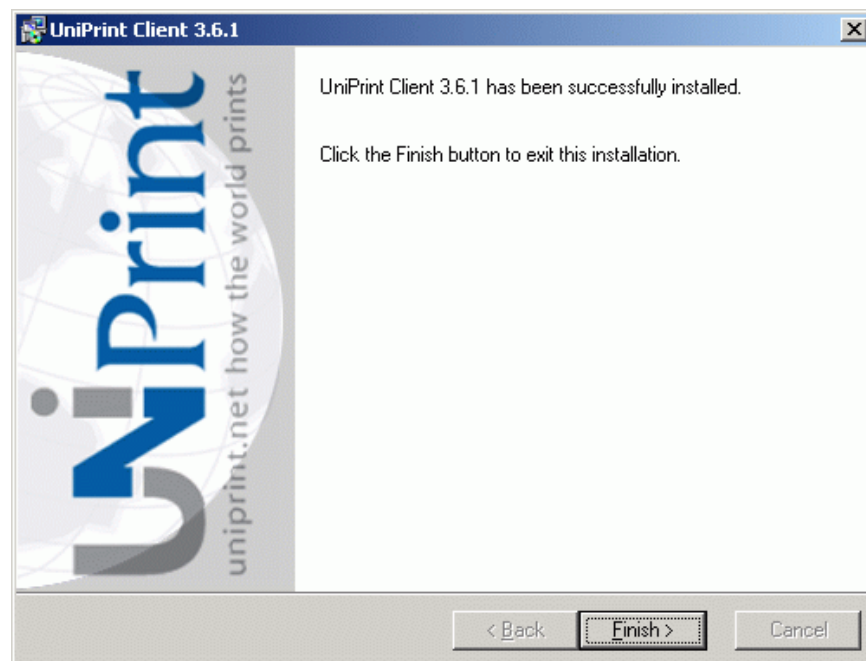 UniPrint Client 3.6.1
UniPrint Client 3.6.1 has been successfully installed.
Click the Finish button to exit this installation.
UNiPrint
uniprint.net how the world prints
< Back
Finish >
Cancel